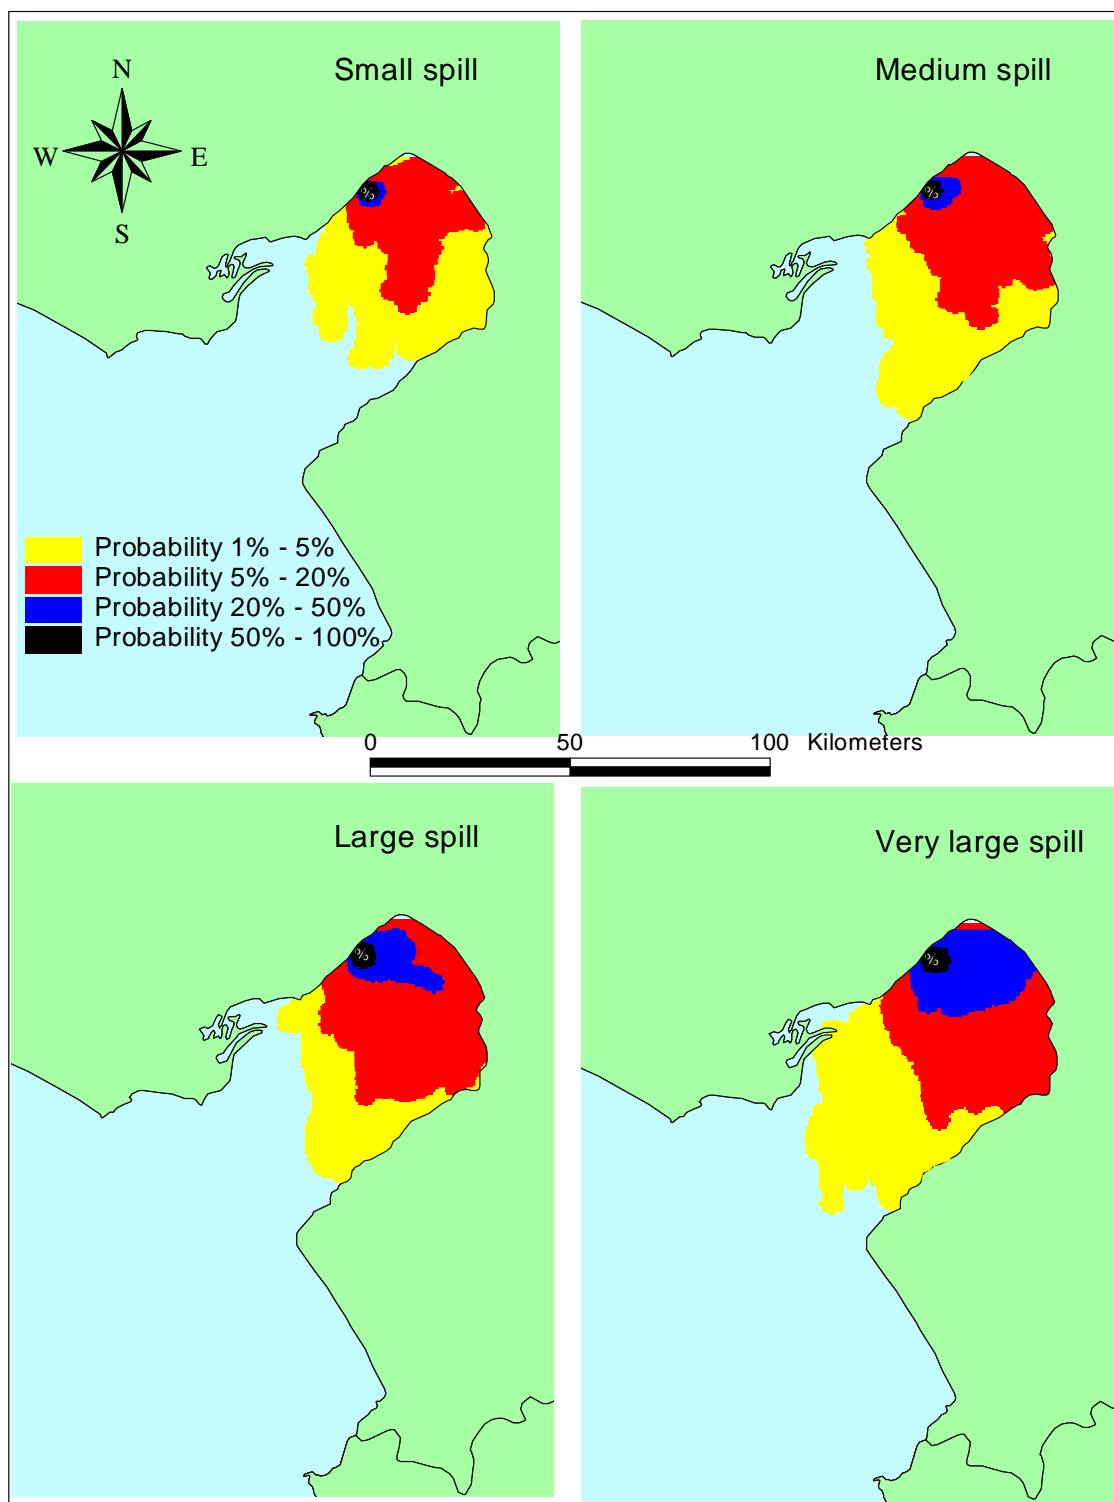 Small spill
Medium spill
N
W
E
S
%
%
Probability 1% - 5%
Probability 5% - 20%
Probability 20% - 50%
Probability 50% - 100%
0
50
100 Kilometers
Large spill
Very large spill
%
%